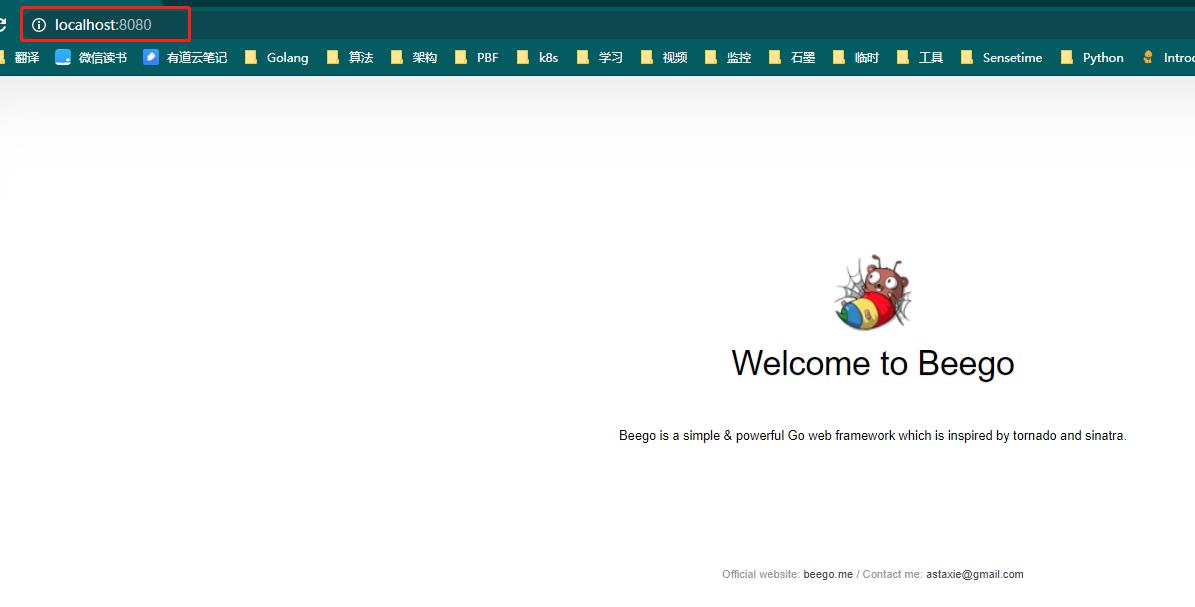 localhost:8080
翻译 微信读书 有道云笔记 Golang 算法 架构 PBF k8s 学习 视频 监控 石墨 临时 工具 Sensetime Python Introd
Welcome to Beego
Beego is a simple & powerful Go web framework which is inspired by tornado and sinatra.
Official website: beego.me / Contact me: astaxie@gmail.com